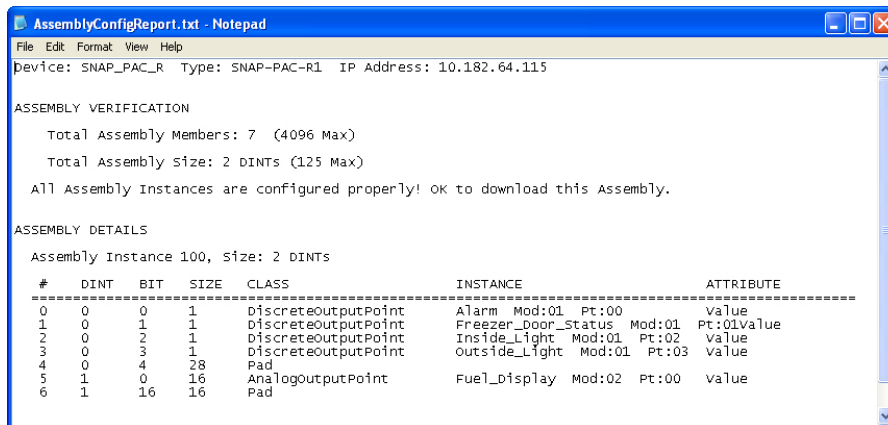 AssemblyConfigReport.txt - Notepad
File Edit Format View Help
Device: SNAP_PAC_R  Type: SNAP-PAC-R1  IP Address: 10.182.64.115
ASSEMBLY VERIFICATION
Total Assembly Members: 7  (4096 Max)
Total Assembly Size: 2 DINTs (125 Max)
All Assembly Instances are configured properly! OK to download this Assembly.
ASSEMBLY DETAILS
Assembly Instance 100, Size: 2 DINTs
#  DINT  BIT  SIZE  CLASS  INSTANCE  ATTRIBUTE
====================================================================================================
0  0  0  1  DiscreteOutputPoint  Alarm  Mod:01  Pt:00  Value
1  0  1  1  DiscreteOutputPoint  Freezer_Door_Status  Mod:01  Pt:01Value
2  0  2  1  DiscreteOutputPoint  Inside_Light  Mod:01  Pt:02  Value
3  0  3  1  DiscreteOutputPoint  Outside_Light  Mod:01  Pt:03  Value
4  0  4  28  Pad
5  1  0  16  AnalogOutputPoint  Fuel_Display  Mod:02  Pt:00  Value
6  1  16  16  Pad